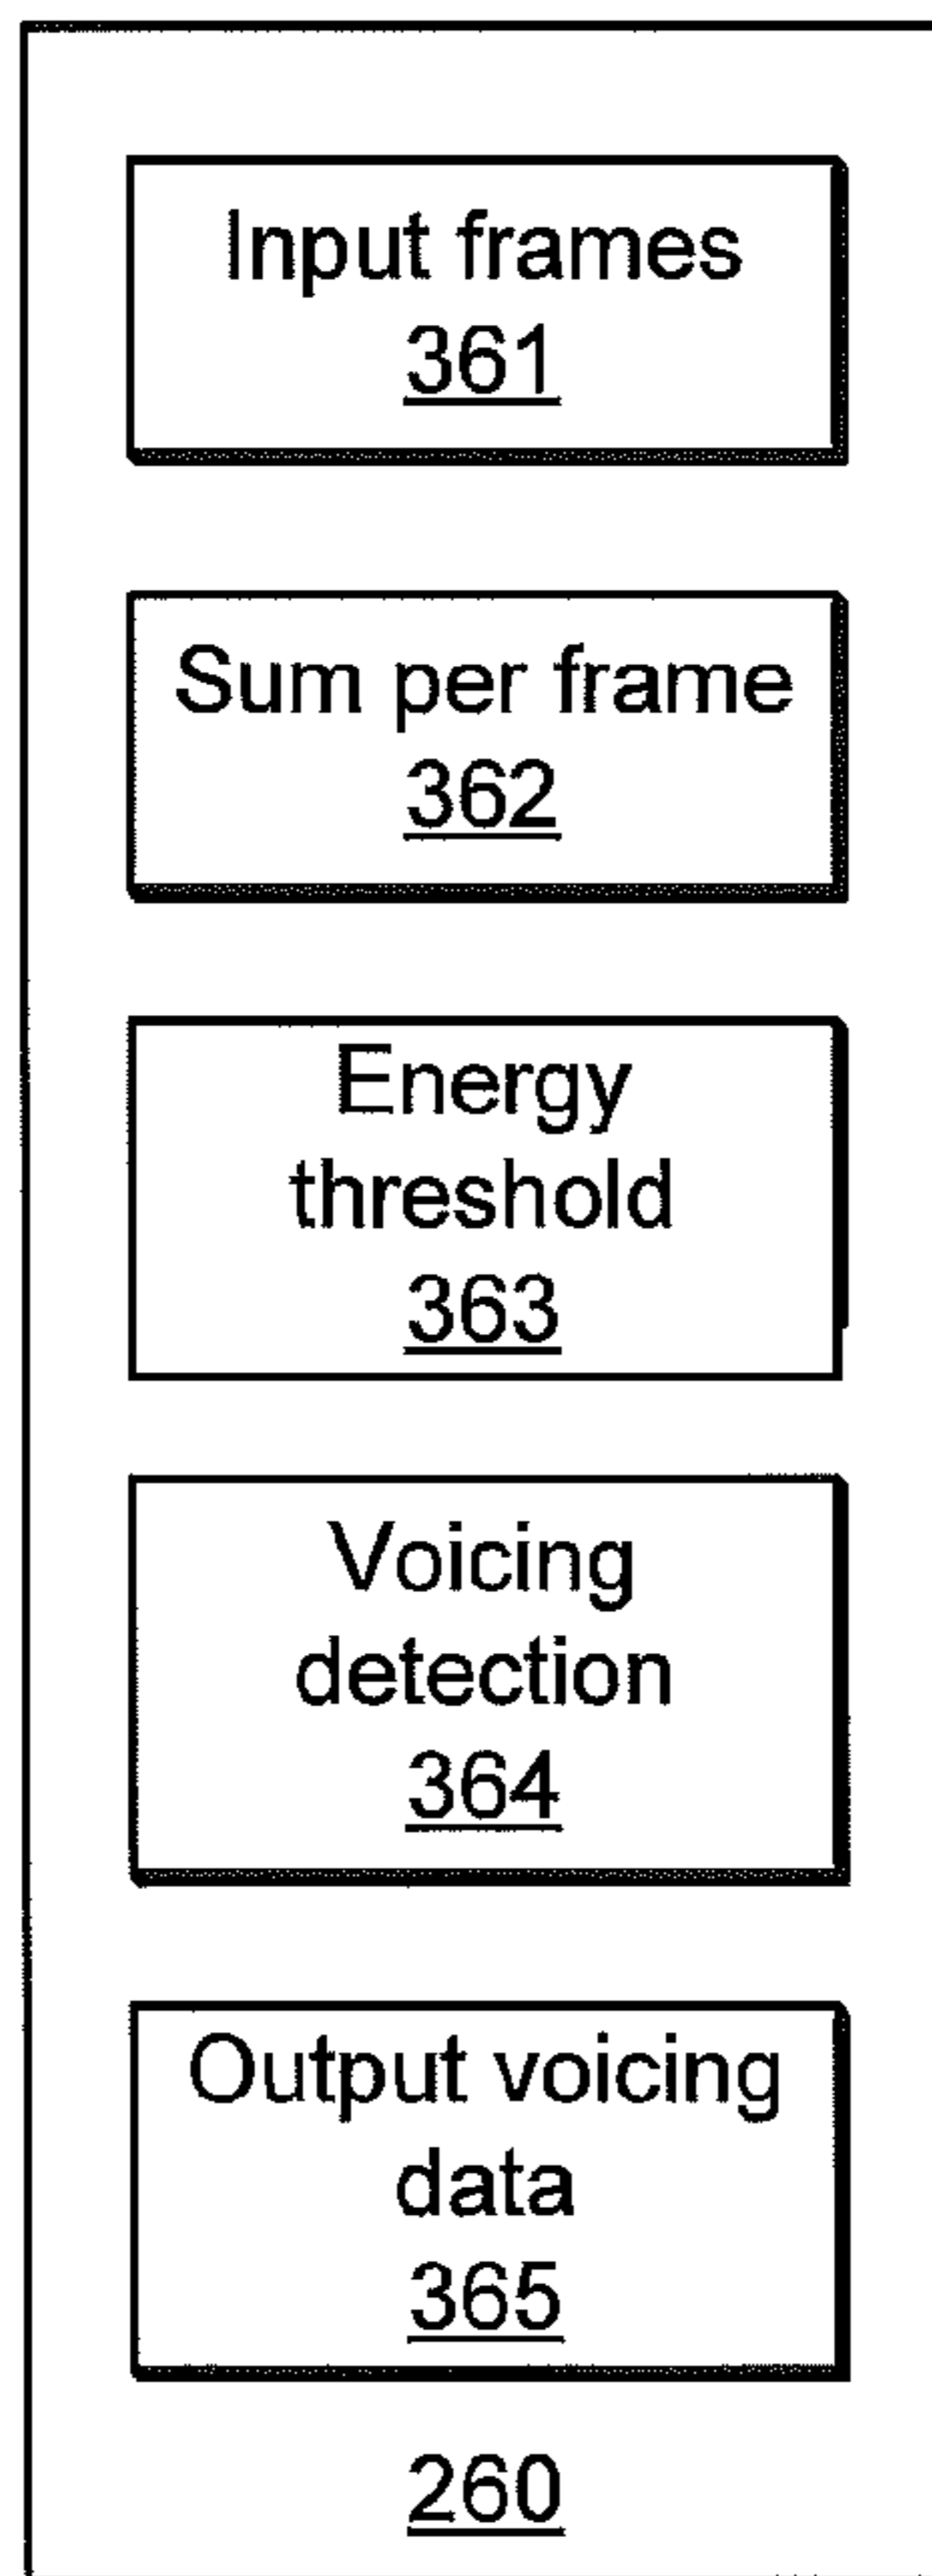 Input frames
361
Sum per frame
362
Energy
threshold
363
Voicing
detection
364
Output voicing
data
365
260